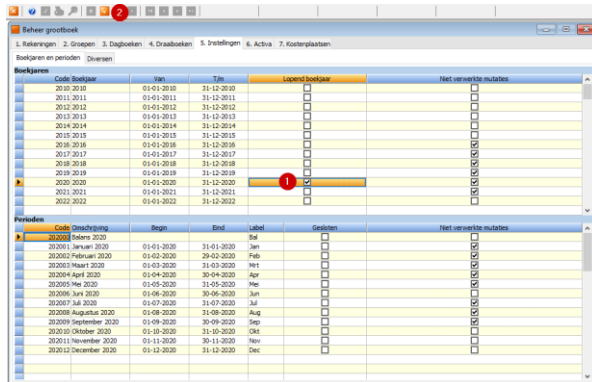 2
Beheer grootboek
1. Rekeningen 2. Groepen 3. Dagboeken 4. Draaiboeken 5. Instellingen 6. Activa 7. Kostenplaatsen
Boekjaren en perioden Diversen
Boekjaren
Code Boekjaar Van T/m Lopend boekjaar Niet verwerkte mutaties
2010 2010 01-01-2010 31-12-2010
2011 2011 01-01-2011 31-12-2011
2012 2012 01-01-2012 31-12-2012
2013 2013 01-01-2013 31-12-2013
2014 2014 01-01-2014 31-12-2014
2015 2015 01-01-2015 31-12-2015
2016 2016 01-01-2016 31-12-2016
2017 2017 01-01-2017 31-12-2017
2018 2018 01-01-2018 31-12-2018
2019 2019 01-01-2019 31-12-2019
2020 2020 01-01-2020 31-12-2020 1
2021 2021 01-01-2021 31-12-2021
2022 2022 01-01-2022 31-12-2022
Perioden
Code Omschrijving Begin Eind Label Gesloten Niet verwerkte mutaties
202000 Balans 2020 Bal
202001 Januari 2020 01-01-2020 31-01-2020 Jan
202002 Februari 2020 01-02-2020 29-02-2020 Feb
202003 Maart 2020 01-03-2020 31-03-2020 Mrt
202004 April 2020 01-04-2020 30-04-2020 Apr
202005 Mei 2020 01-05-2020 31-05-2020 Mei
202006 Juni 2020 01-06-2020 30-06-2020 Jun
202007 Juli 2020 01-07-2020 31-07-2020 Jul
202008 Augustus 2020 01-08-2020 31-08-2020 Aug
202009 September 2020 01-09-2020 30-09-2020 Sep
202010 Oktober 2020 01-10-2020 31-10-2020 Okt
202011 November 2020 01-11-2020 30-11-2020 Nov
202012 December 2020 01-12-2020 31-12-2020 Dec